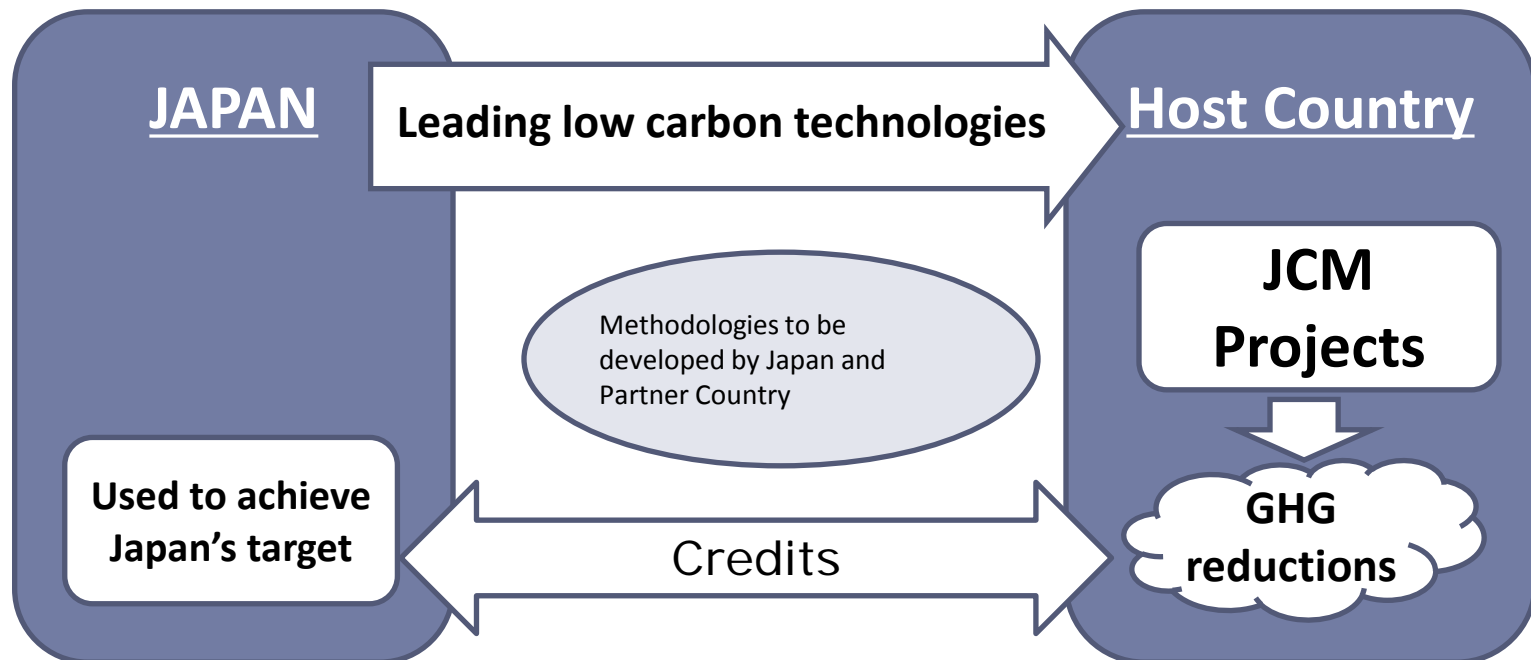 JAPAN
Leading low carbon technologies
Host Country
Methodologies to be
developed by Japan and
Partner Country
JCM
Projects
Used to achieve
Japan’s target
Credits
GHG
reductions